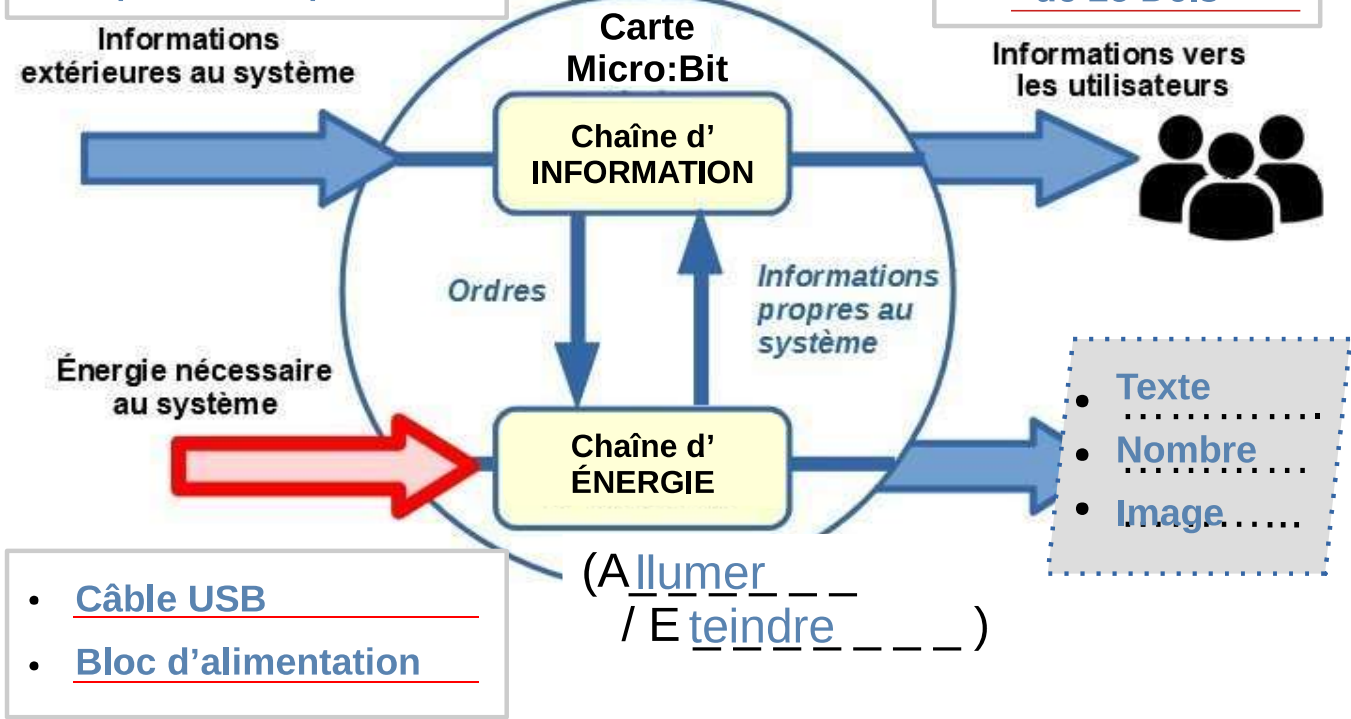 Informations
extérieures au système
Carte
Micro:Bit
Informations vers
les utilisateurs
Chaîne d’
INFORMATION
Ordres
Informations
propres au
système
Énergie nécessaire
au système
Chaîne d’
ÉNERGIE
• Texte
• Nombre
• Image
• Câble USB
• Bloc d’alimentation
(Allumer
/ Eteindre )